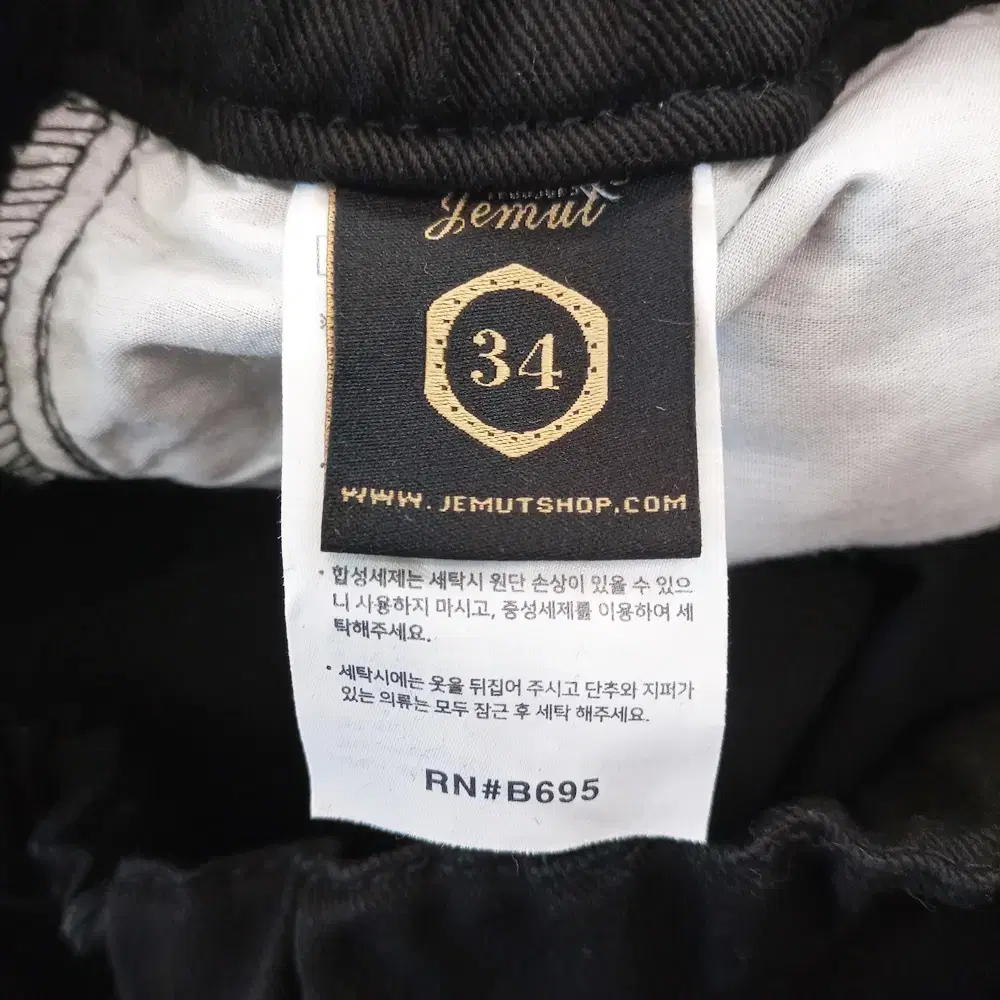 Jemut
34
WWW.JEMUTSHOP.COM
· 합성세제는 세탁시 원단 손상이 있을 수 있으
니 사용하지 마시고, 중성세제를 이용하여 세
탁해주세요.
· 세탁시에는 옷을 뒤집어 주시고 단추와 지퍼가
있는 의류는 모두 잠근 후 세탁 해주세요.
RN#B695